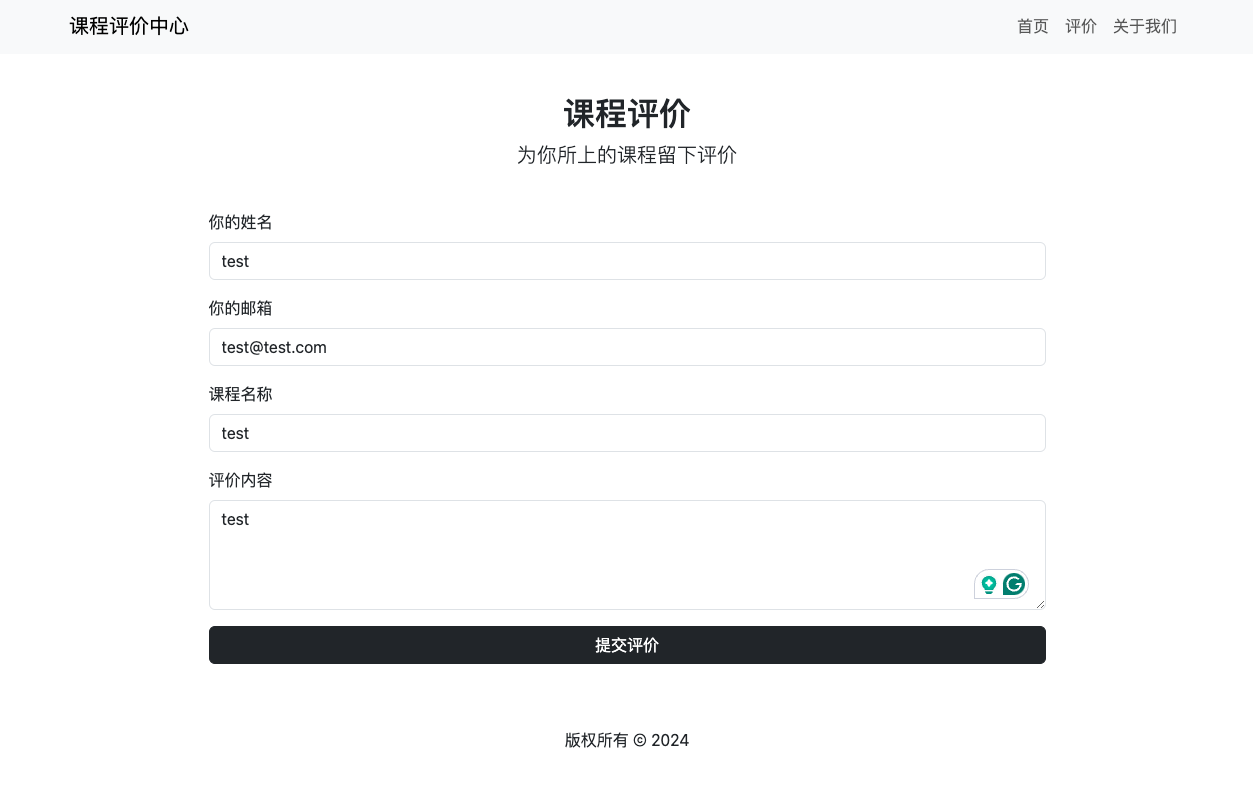 课程评价中心
首页 评价 关于我们
课程评价
为你所上的课程留下评价
你的姓名
test
你的邮箱
test@test.com
课程名称
test
评价内容
test
提交评价
版权所有 © 2024